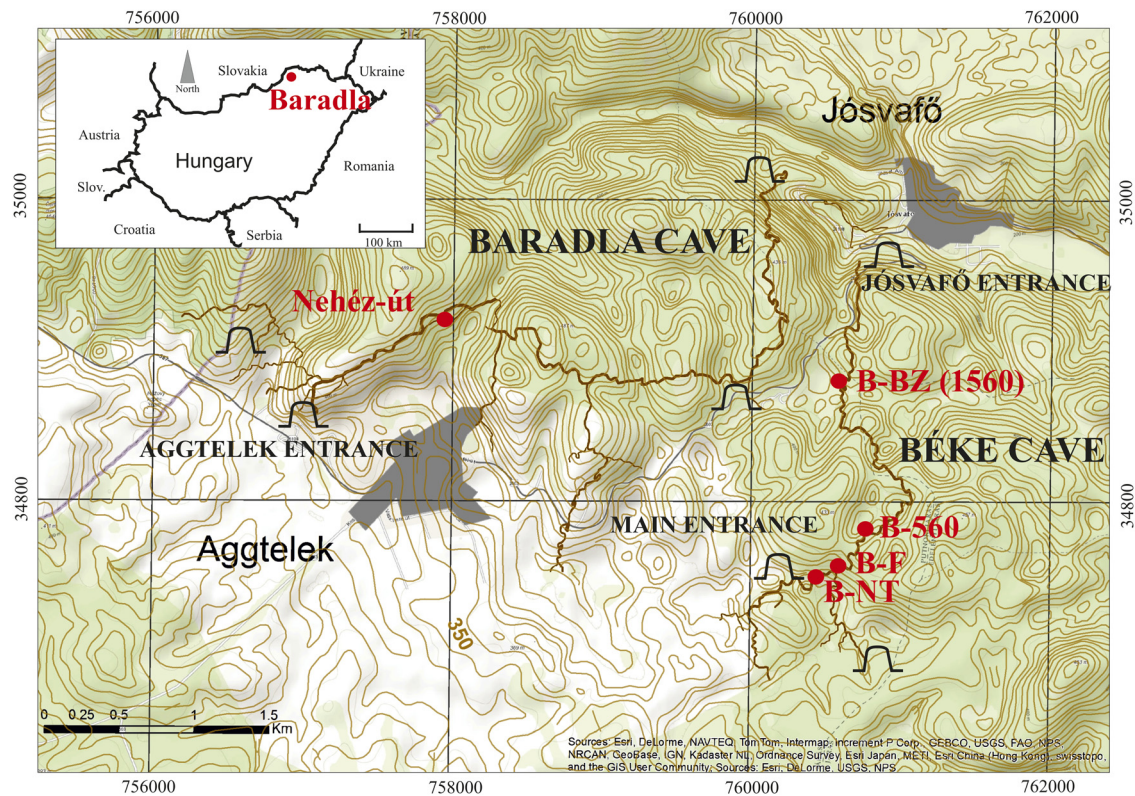 756000
758000
760000
762000
Slovakia
Ukraine
North
Baradla
Austria
Hungary
Romania
Slov.
Croatia
Serbia
100 km
Jósvafő
35000
35000
BARADLA CAVE
JÓSVAFŐ ENTRANCE
Nehéz-út
B-BZ (1560)
AGGTELEK ENTRANCE
BÉKE CAVE
34800
34800
MAIN ENTRANCE
B-560
Aggtelek
B-F
B-NT
350
0 0.25 0.5 1 1.5
Km
Sources: Esri, DeLorme, NAVTEQ, TomTom, Intermap, increment P Corp., GEBCO, USGS, FAO, NPS,
NRCAN, GeoBase, IGN, Kadaster NL, Ordnance Survey, Esri Japan, METI, Esri China (Hong Kong), swisstopo,
and the GIS User Community, Sources: Esri, DeLorme, USGS, NPS
756000
758000
760000
762000